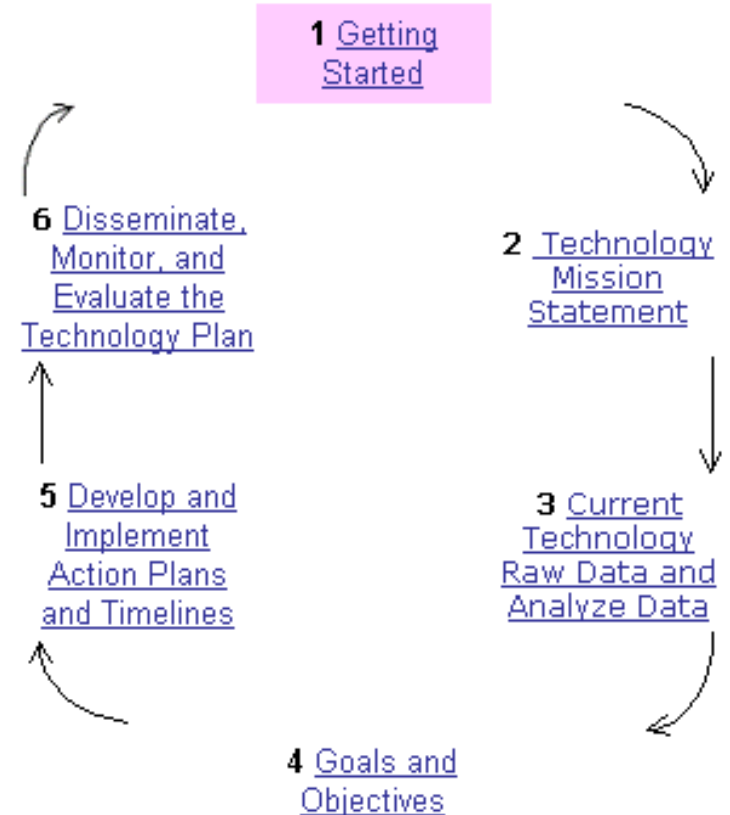 1 Getting
Started
2 Technology
Mission
Statement
3 Current
Technology
Raw Data and
Analyze Data
4 Goals and
Objectives
5 Develop and
Implement
Action Plans
and Timelines
6 Disseminate,
Monitor, and
Evaluate the
Technology Plan